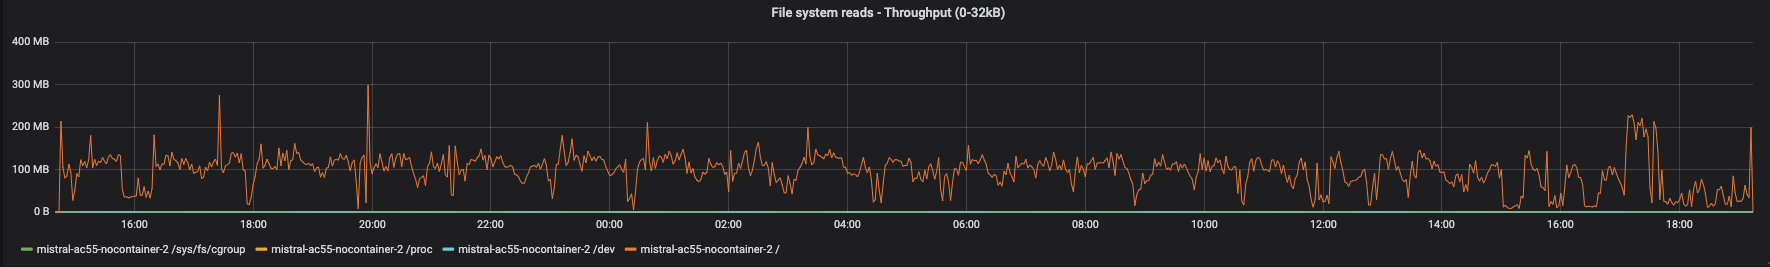 File system reads - Throughput (0-32kB)
400 MB
300 MB
200 MB
100 MB
0 B
16:00 18:00 20:00 22:00 00:00 02:00 04:00 06:00 08:00 10:00 12:00 14:00 16:00 18:00
mistral-ac55-nocontainer-2 /sys/fs/cgroup mistral-ac55-nocontainer-2 /proc mistral-ac55-nocontainer-2 /dev mistral-ac55-nocontainer-2 /